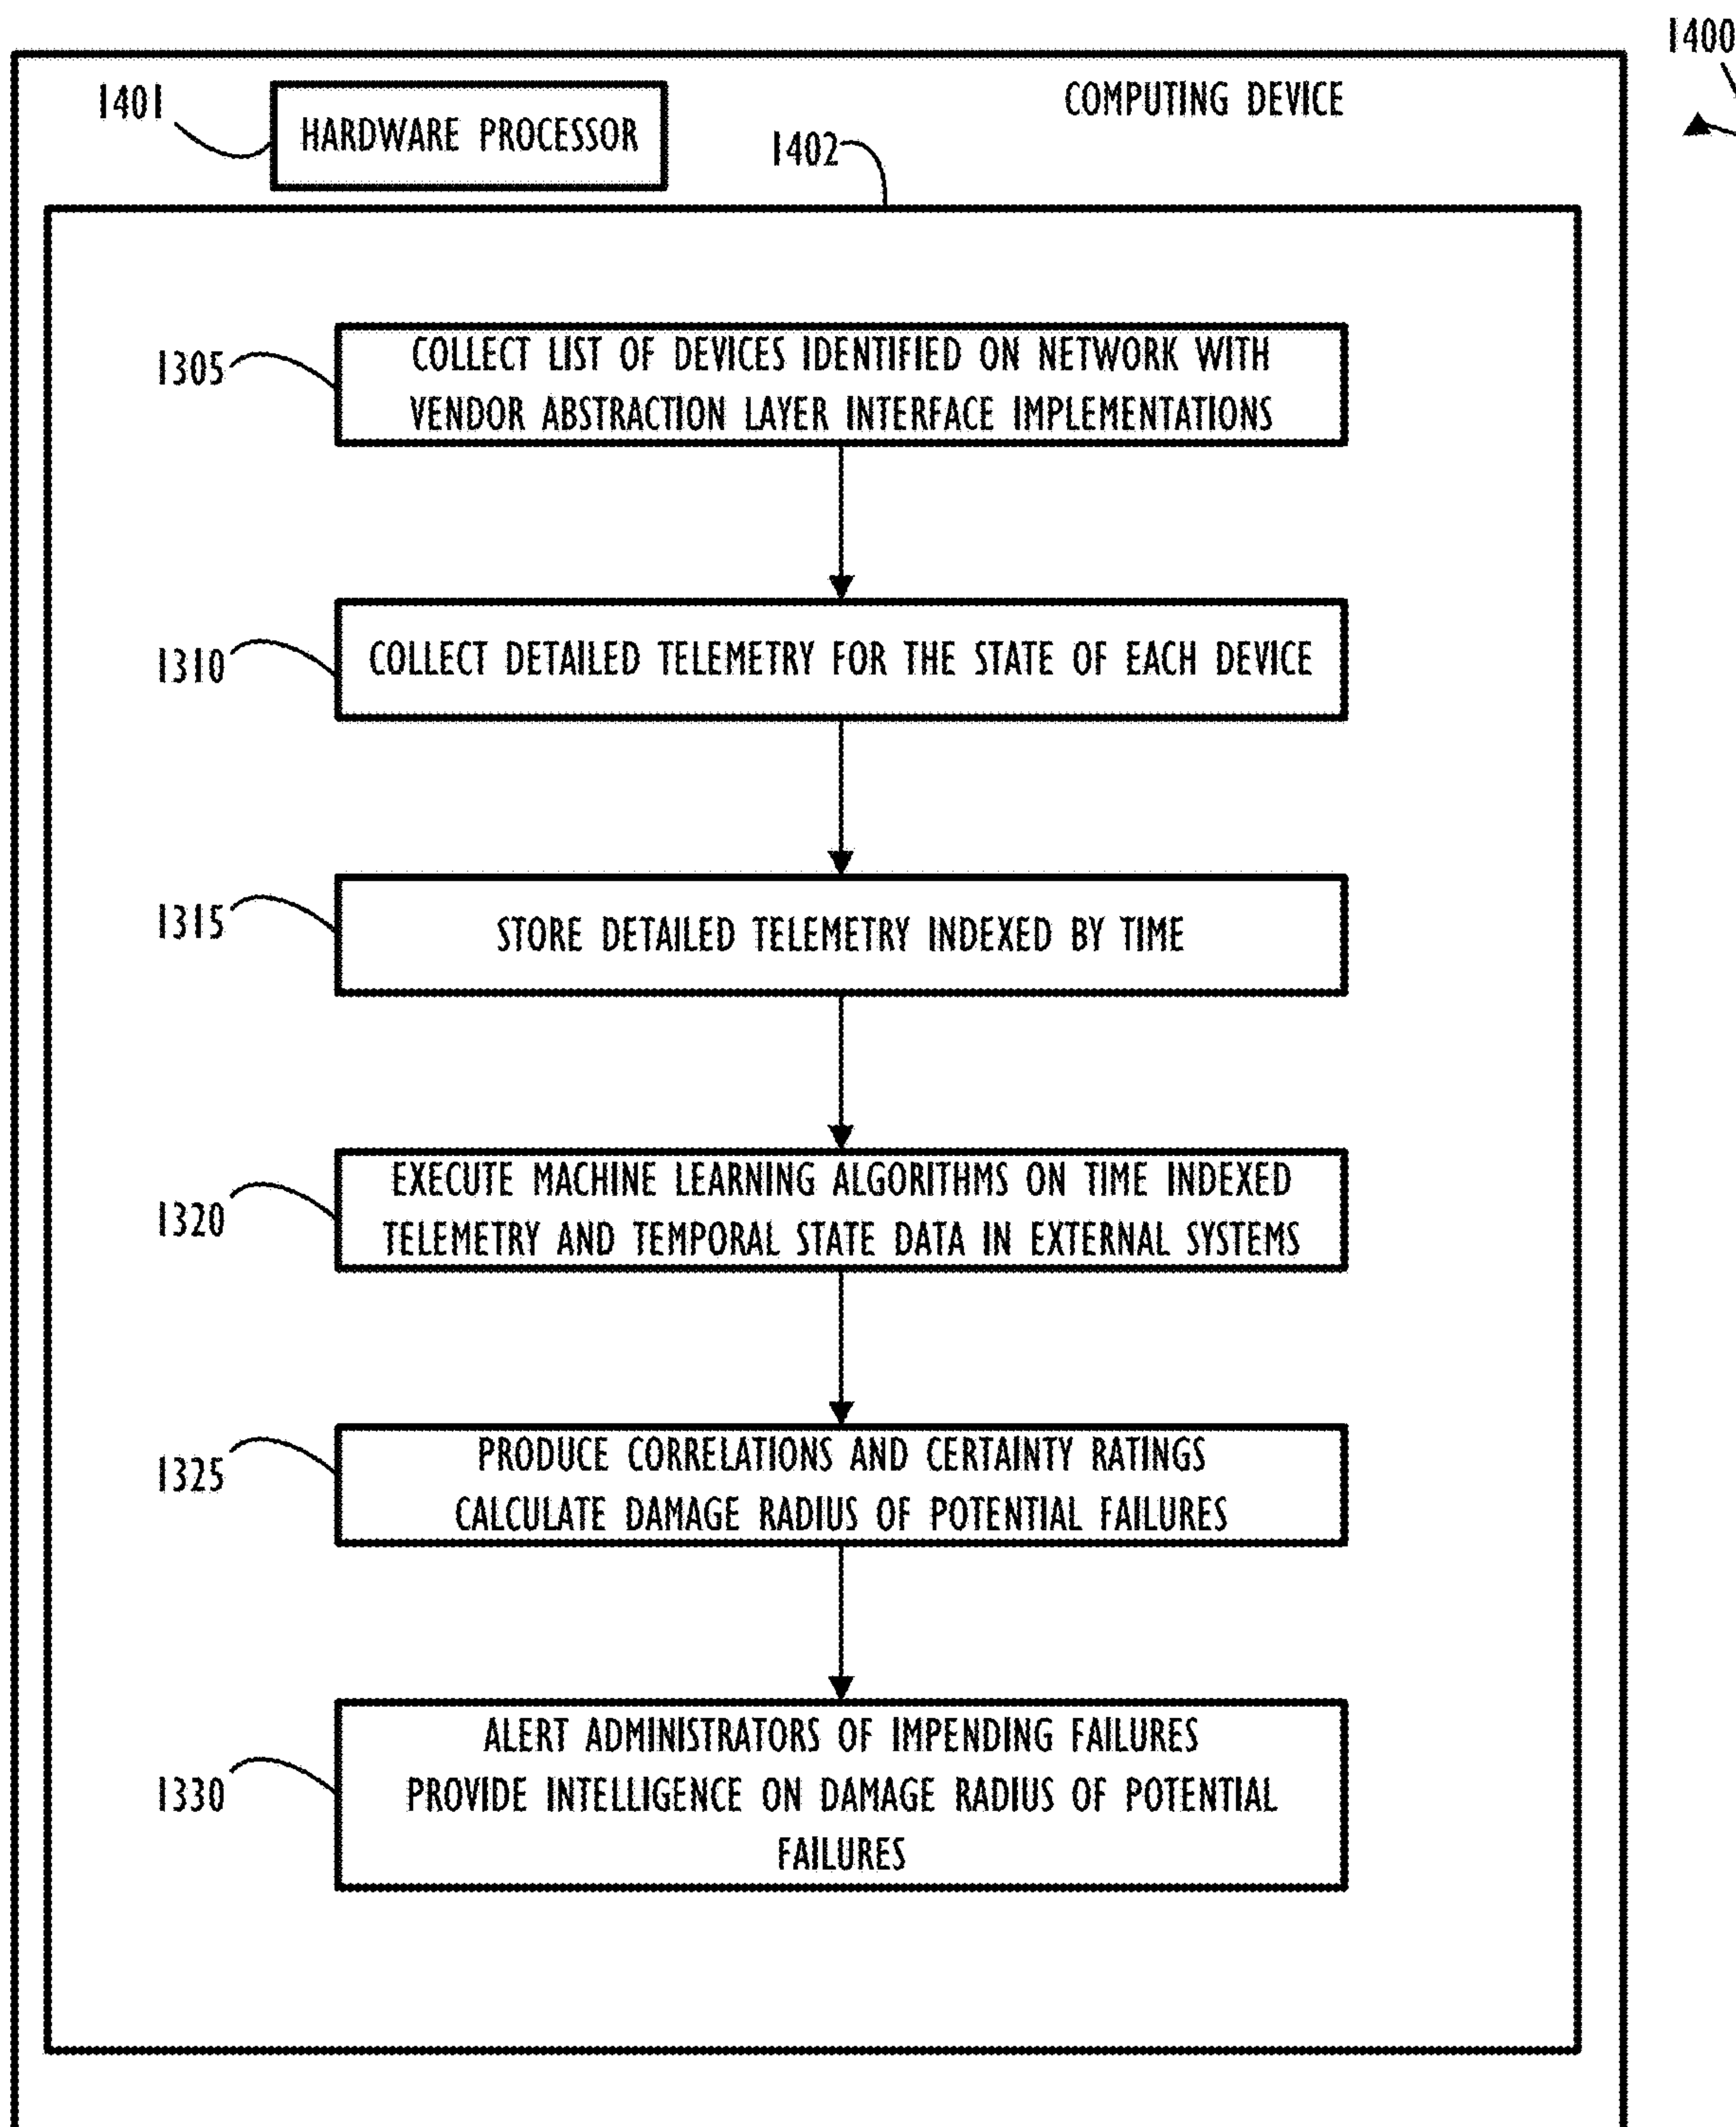 1400
COMPUTING DEVICE
1401
HARDWARE PROCESSOR
1402
1305
COLLECT LIST OF DEVICES IDENTIFIED ON NETWORK WITH
VENDOR ABSTRACTION LAYER INTERFACE IMPLEMENTATIONS
1310
COLLECT DETAILED TELEMETRY FOR THE STATE OF EACH DEVICE
1315
STORE DETAILED TELEMETRY INDEXED BY TIME
1320
EXECUTE MACHINE LEARNING ALGORITHMS ON TIME INDEXED
TELEMETRY AND TEMPORAL STATE DATA IN EXTERNAL SYSTEMS
1325
PRODUCE CORRELATIONS AND CERTAINTY RATINGS
CALCULATE DAMAGE RADIUS OF POTENTIAL FAILURES
1330
ALERT ADMINISTRATORS OF IMPENDING FAILURES
PROVIDE INTELLIGENCE ON DAMAGE RADIUS OF POTENTIAL
FAILURES